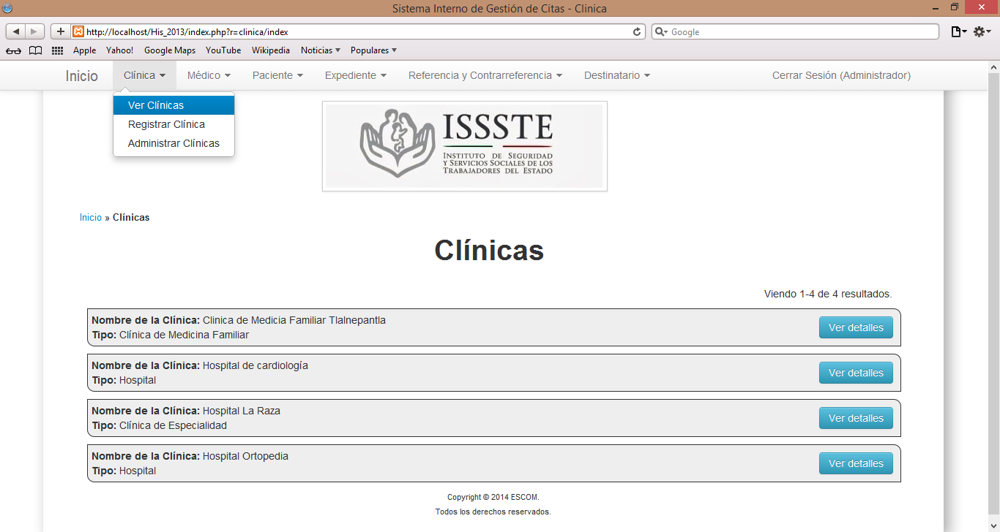 Sistema Interno de Gestión de Citas - Clínica
http://localhost/His_2013/index.php?r=clinica/index
Google
Apple Yahoo! Google Maps YouTube Wikipedia Noticias Populares
Inicio Clínica Médico Paciente Expediente Referencia y Contrarreferencia Destinatario Cerrar Sesión (Administrador)
Ver Clínicas
Registrar Clínica
Administrar Clínicas
ISSSTE
INSTITUTO DE SEGURIDAD
Y SERVICIOS SOCIALES DE LOS
TRABAJADORES DEL ESTADO
Inicio » Clínicas
Clínicas
Viendo 1-4 de 4 resultados.
Nombre de la Clínica: Clinica de Medicia Familiar Tlalnepantla
Tipo: Clínica de Medicina Familiar
Ver detalles
Nombre de la Clínica: Hospital de cardiología
Tipo: Hospital
Ver detalles
Nombre de la Clínica: Hospital La Raza
Tipo: Clínica de Especialidad
Ver detalles
Nombre de la Clínica: Hospital Ortopedia
Tipo: Hospital
Ver detalles
Copyright © 2014 ESCOM.
Todos los derechos reservados.